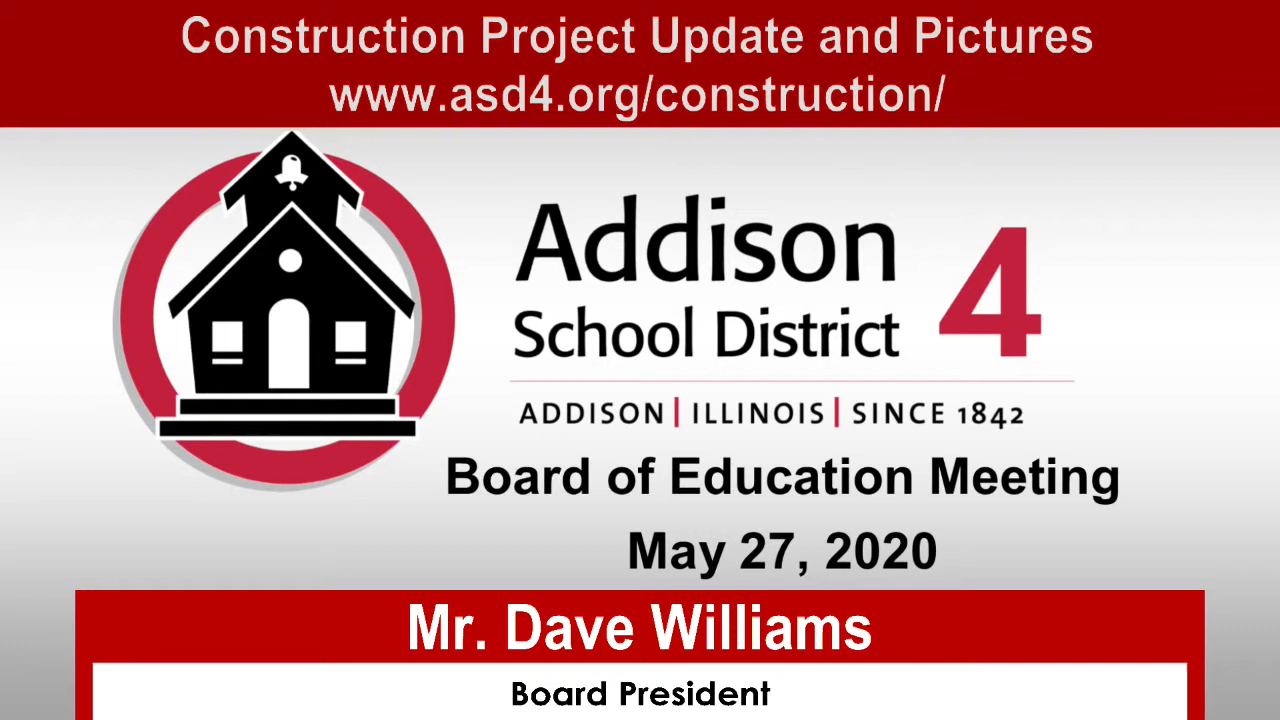 Construction Project Update and Pictures
www.asd4.org/construction/
Addison
School District 4
ADDISON | ILLINOIS | SINCE 1842
Board of Education Meeting
May 27, 2020
Mr. Dave Williams
Board President